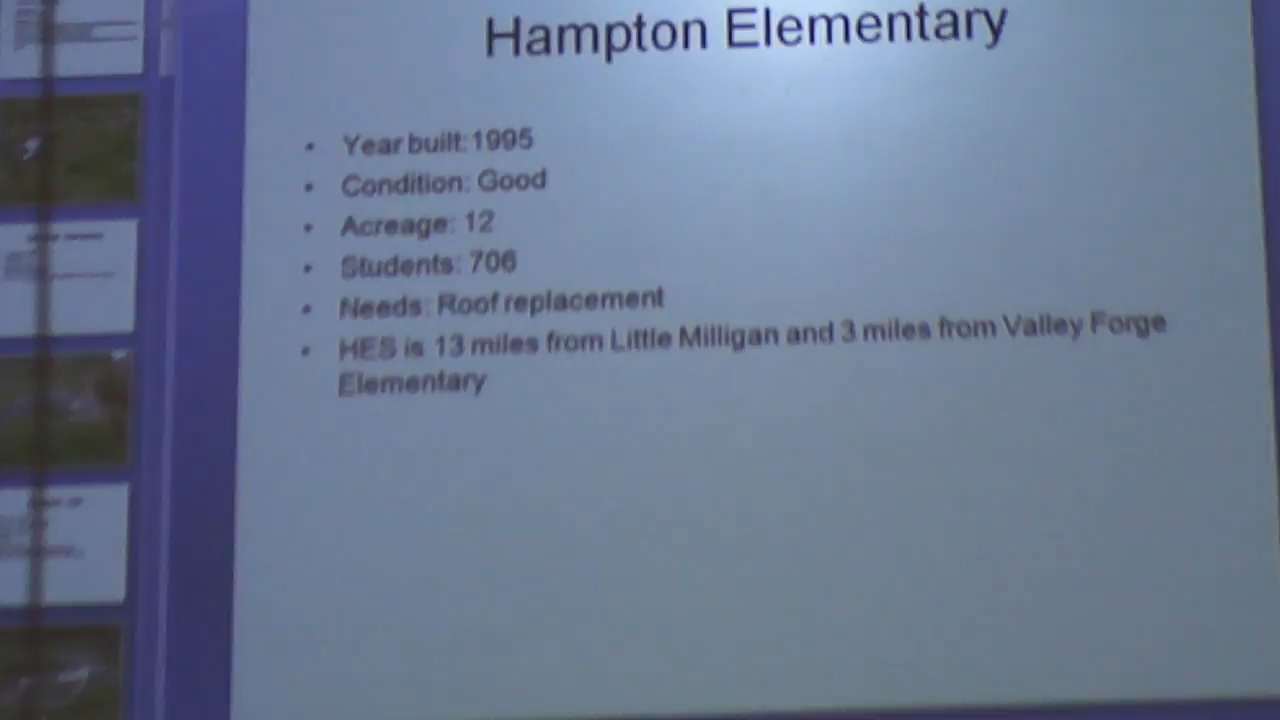 Hampton Elementary
• Year built: 1995
• Condition: Good
• Acreage: 12
• Students: 706
• Needs: Roof replacement
• HES is 13 miles from Little Milligan and 3 miles from Valley Forge
Elementary